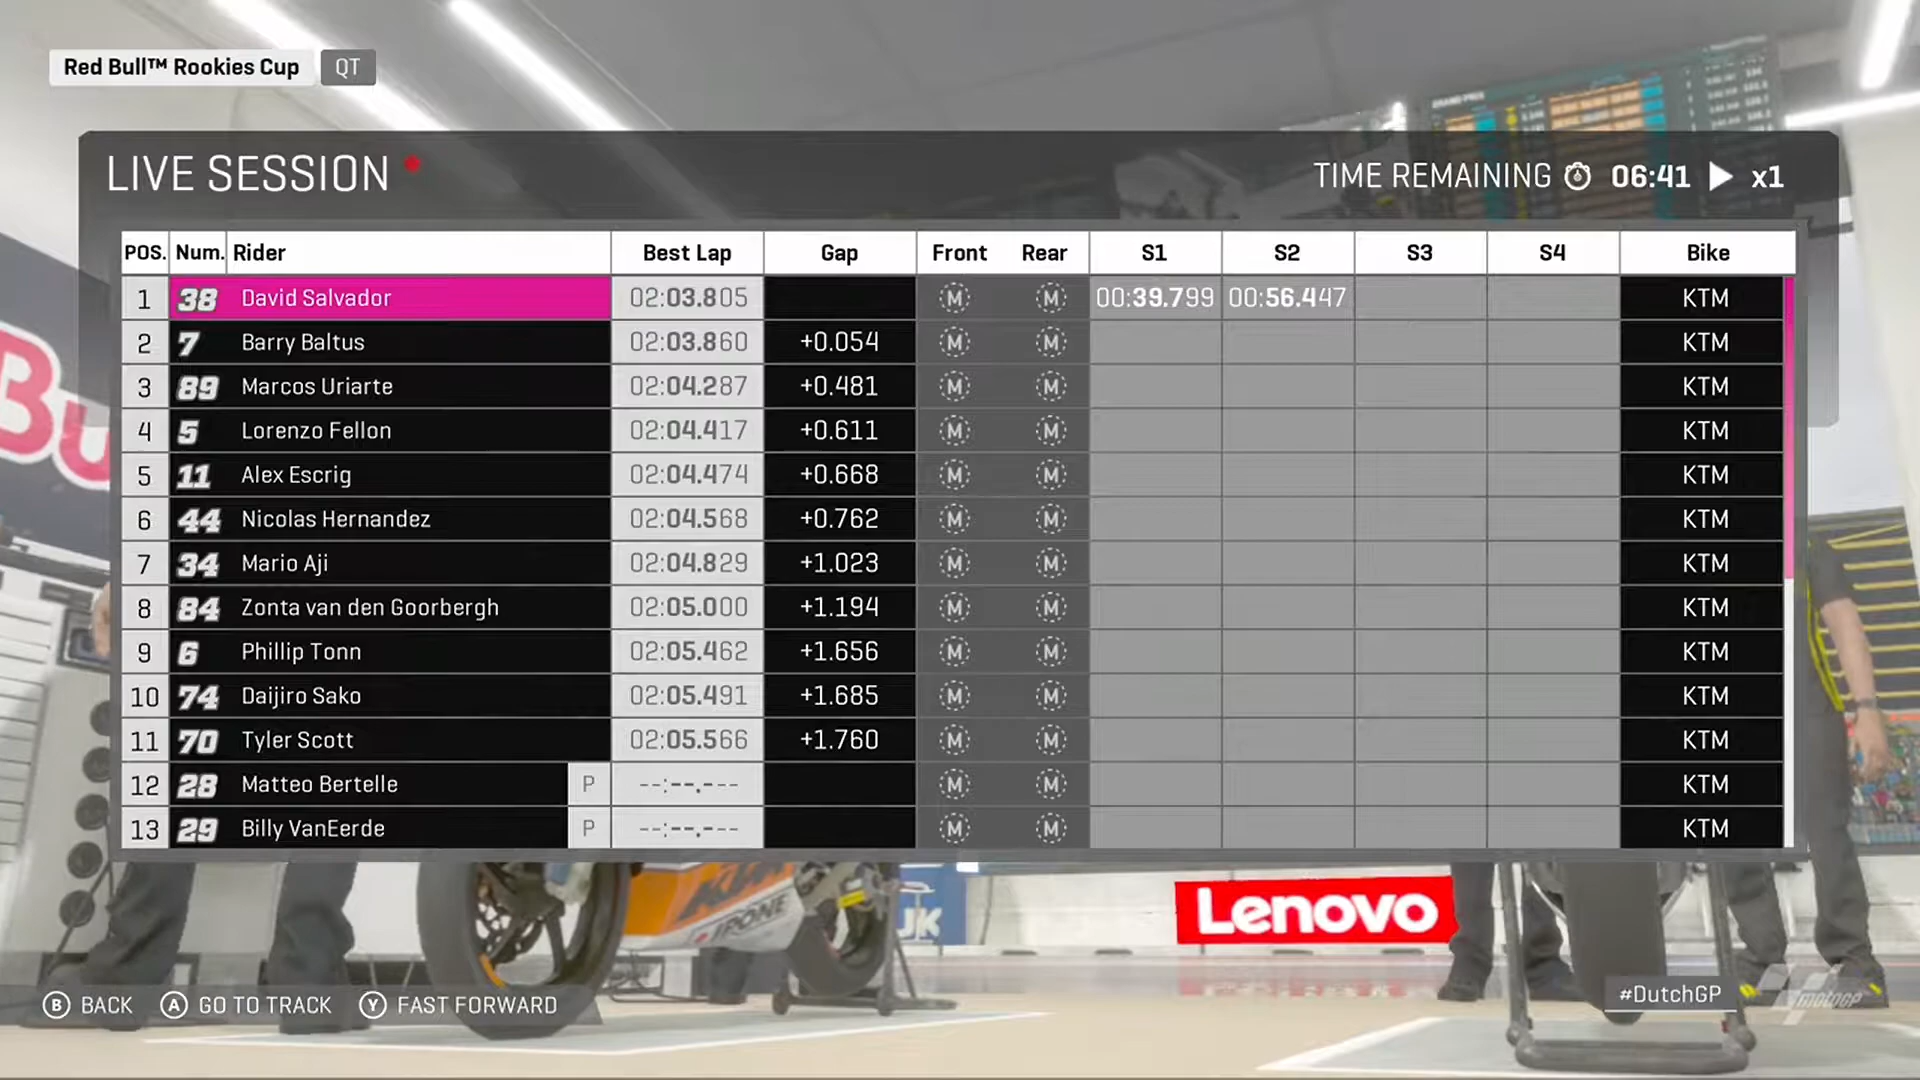 Red Bull™ Rookies Cup QT
LIVE SESSION
TIME REMAINING 06:41 x1
POS. Num. Rider Best Lap Gap Front Rear S1 S2 S3 S4 Bike
1 38 David Salvador 02:03.805 M M 00:39.799 00:56.447 KTM
2 7 Barry Baltus 02:03.860 +0.054 M M KTM
3 89 Marcos Uriarte 02:04.287 +0.481 M M KTM
4 5 Lorenzo Fellon 02:04.417 +0.611 M M KTM
5 11 Alex Escrig 02:04.474 +0.668 M M KTM
6 44 Nicolas Hernandez 02:04.568 +0.762 M M KTM
7 34 Mario Aji 02:04.829 +1.023 M M KTM
8 84 Zonta van den Goorbergh 02:05.000 +1.194 M M KTM
9 6 Phillip Tonn 02:05.462 +1.656 M M KTM
10 74 Daijiro Sako 02:05.491 +1.685 M M KTM
11 70 Tyler Scott 02:05.566 +1.760 M M KTM
12 28 Matteo Bertelle P --:--.--- M M KTM
13 29 Billy VanEerde P --:--.--- M M KTM
Bu
KTM
Lenovo
B BACK A GO TO TRACK Y FAST FORWARD
#DutchGP
motoGP